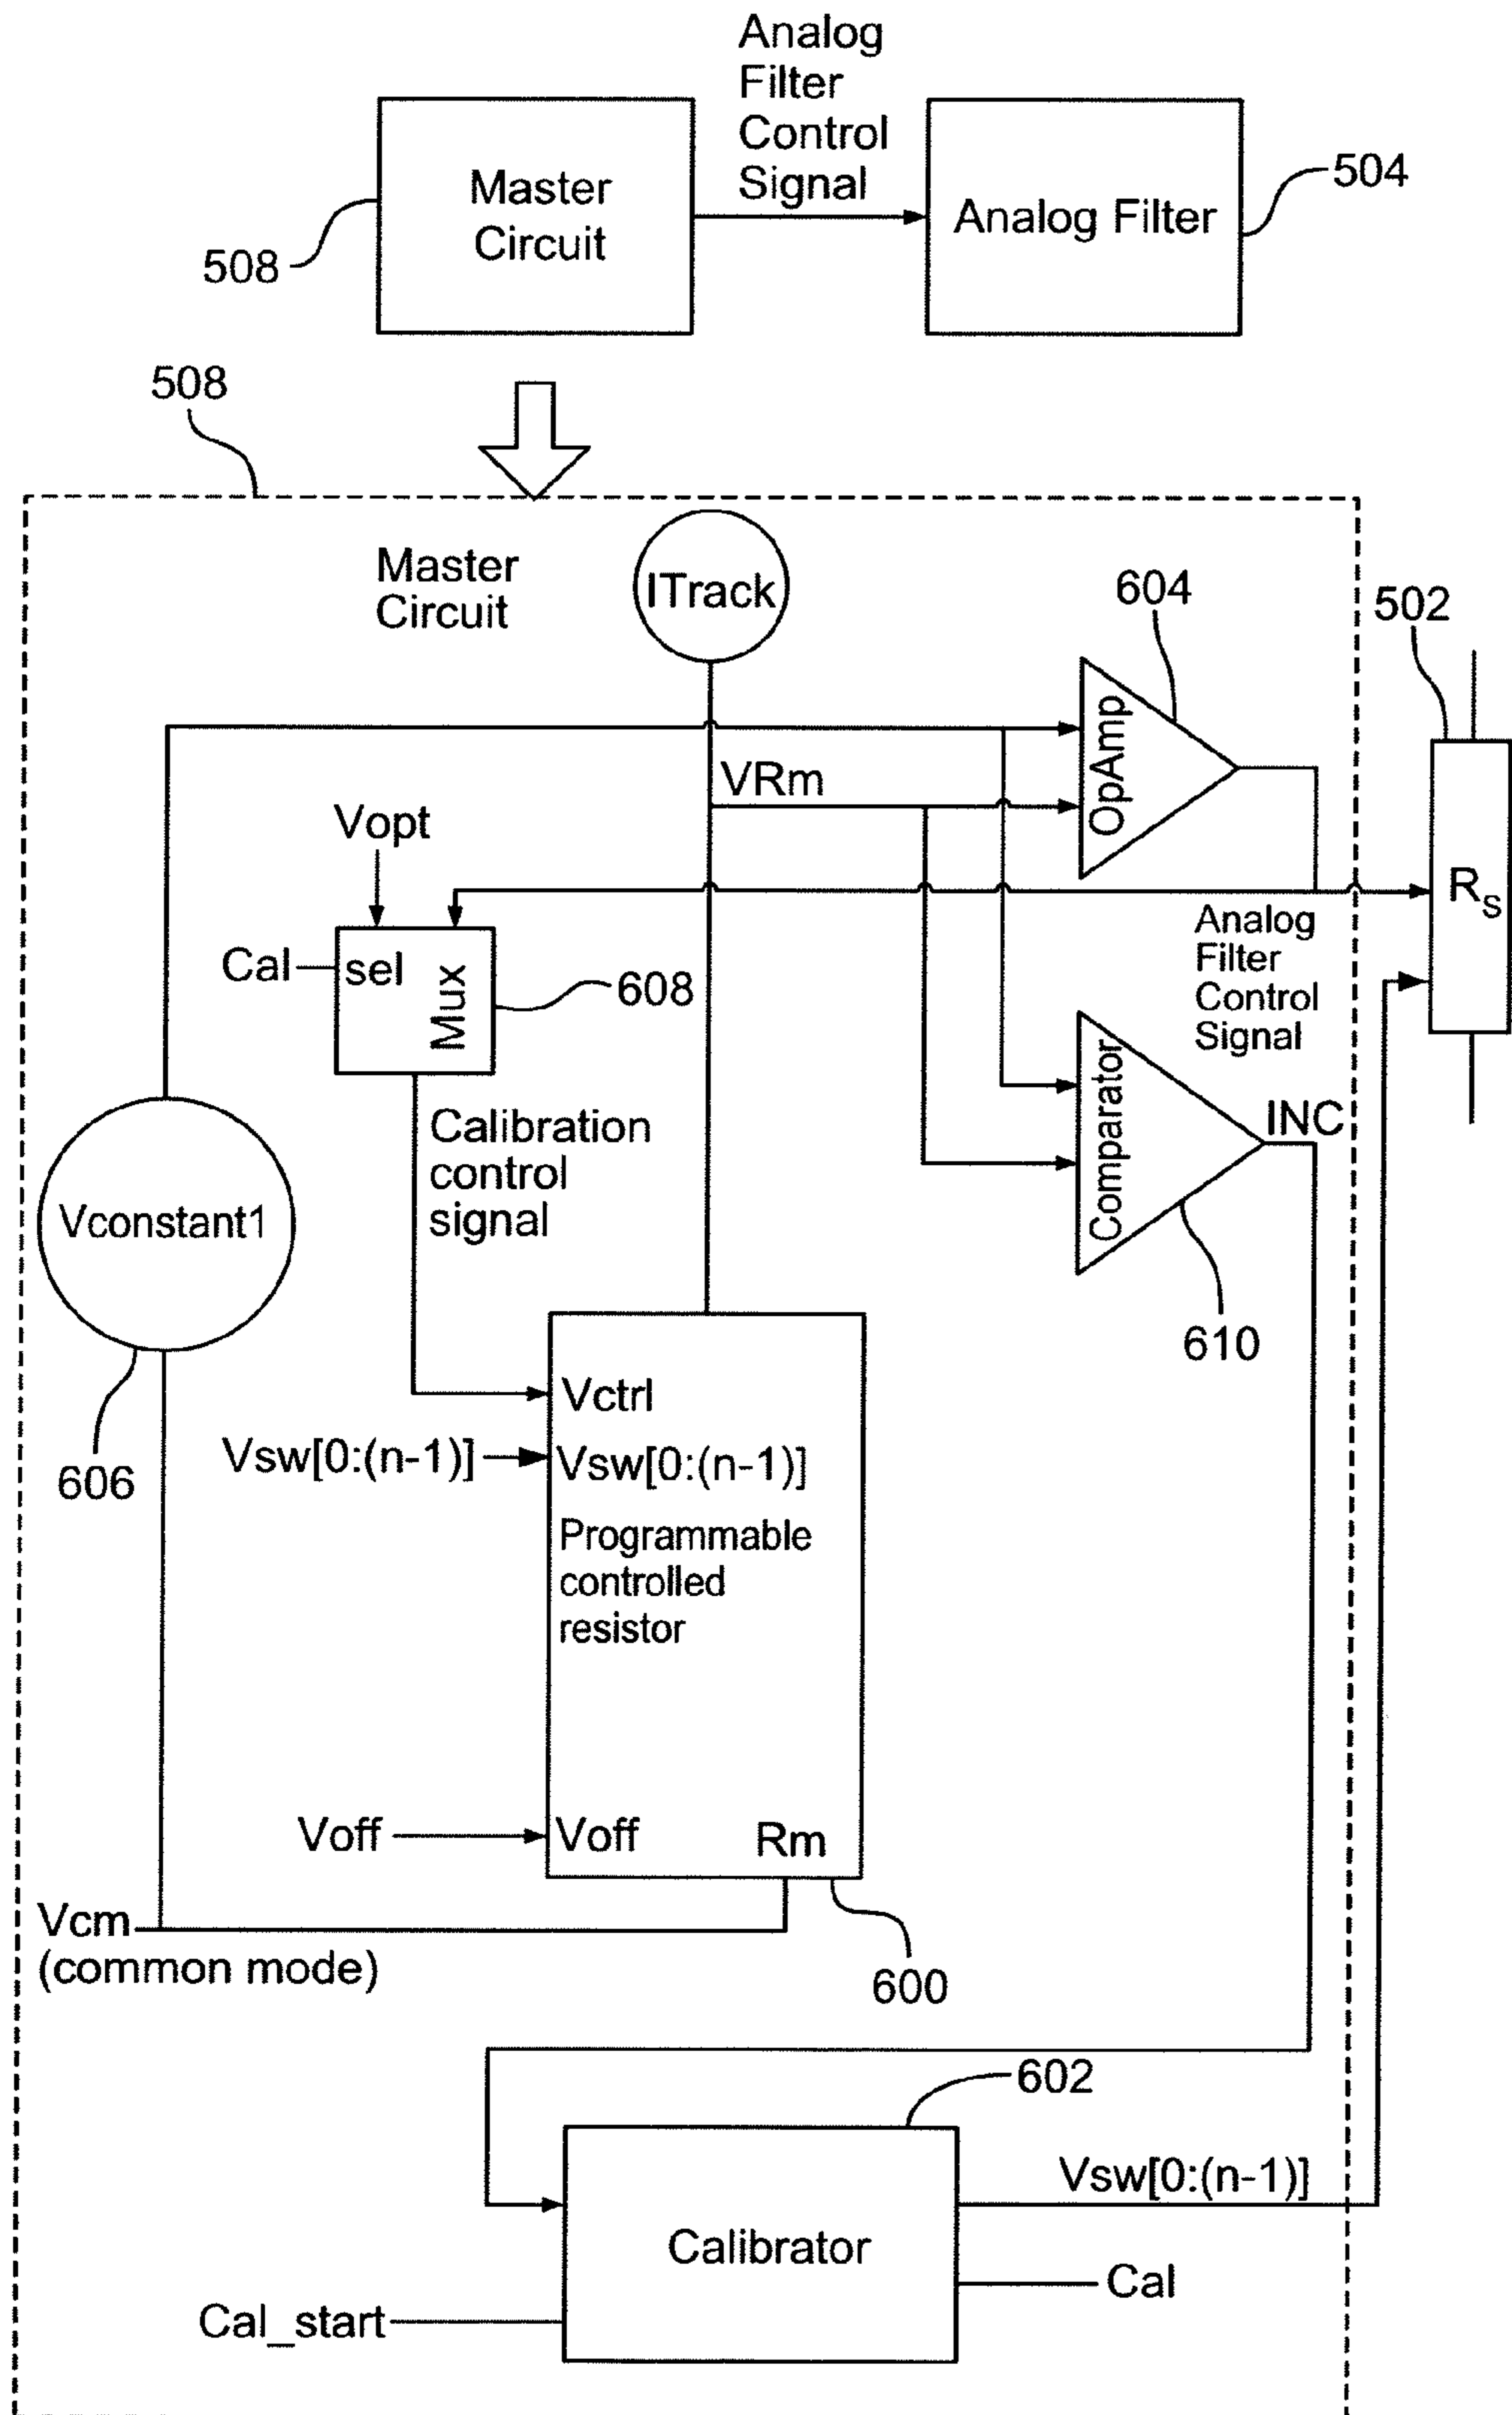 Analog
Filter
Control
Signal
Master
Circuit
Analog Filter
504
508
508
Master
Circuit
ITrack
604
502
OpAmp
VRm
Vopt
Rs
Cal
sel
Mux
608
Analog
Filter
Control
Signal
Comparator
INC
Calibration
control
signal
Vconstant1
610
Vctrl
606
Vsw[0:(n-1)]
Vsw[0:(n-1)]
Programmable
controlled
resistor
Voff
Voff
Rm
Vcm
(common mode)
600
602
Vsw[0:(n-1)]
Calibrator
Cal
Cal_start